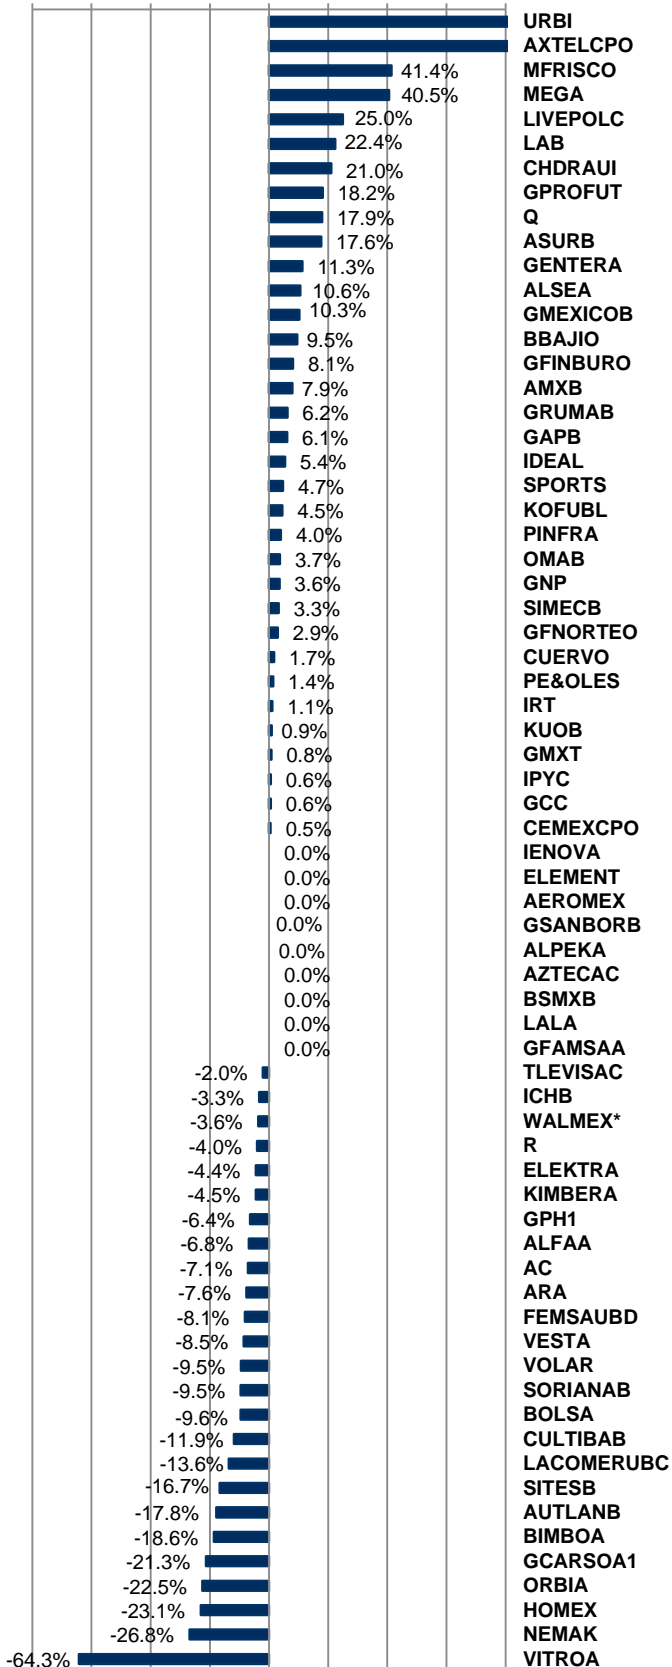 URBI
AXTELCPO
41.4% MFRISCO
40.5% MEGA
25.0% LIVEPOLC
22.4% LAB
21.0% CHDRAUI
18.2% GPROFUT
17.9% Q
17.6% ASURB
11.3% GENTERA
10.6% ALSEA
10.3% GMEXICOB
9.5% BBAJIO
8.1% GFINBURO
7.9% AMXB
6.2% GRUMAB
6.1% GAPB
5.4% IDEAL
4.7% SPORTS
4.5% KOFUBL
4.0% PINFRA
3.7% OMAB
3.6% GNP
3.3% SIMECB
2.9% GFNORTEO
1.7% CUERVO
1.4% PE&OLES
1.1% IRT
0.9% KUOB
0.8% GMXT
0.6% IPYC
0.6% GCC
0.5% CEMEXCPO
0.0% IENOVA
0.0% ELEMENT
0.0% AEROMEX
0.0% GSANBORB
0.0% ALPEKA
0.0% AZTECAC
0.0% BSMXB
0.0% LALA
0.0% GFAMSAA
-2.0% TLEVISAC
-3.3% ICHB
-3.6% WALMEX*
-4.0% R
-4.4% ELEKTRA
-4.5% KIMBERA
-6.4% GPH1
-6.8% ALFAA
-7.1% AC
-7.6% ARA
-8.1% FEMSAUBD
-8.5% VESTA
-9.5% VOLAR
-9.5% SORIANAB
-9.6% BOLSA
-11.9% CULTIBAB
-13.6% LACOMERUBC
-16.7% SITESB
-17.8% AUTLANB
-18.6% BIMBOA
-21.3% GCARSOA1
-22.5% ORBIA
-23.1% HOMEX
-26.8% NEMAK
-64.3% VITROA